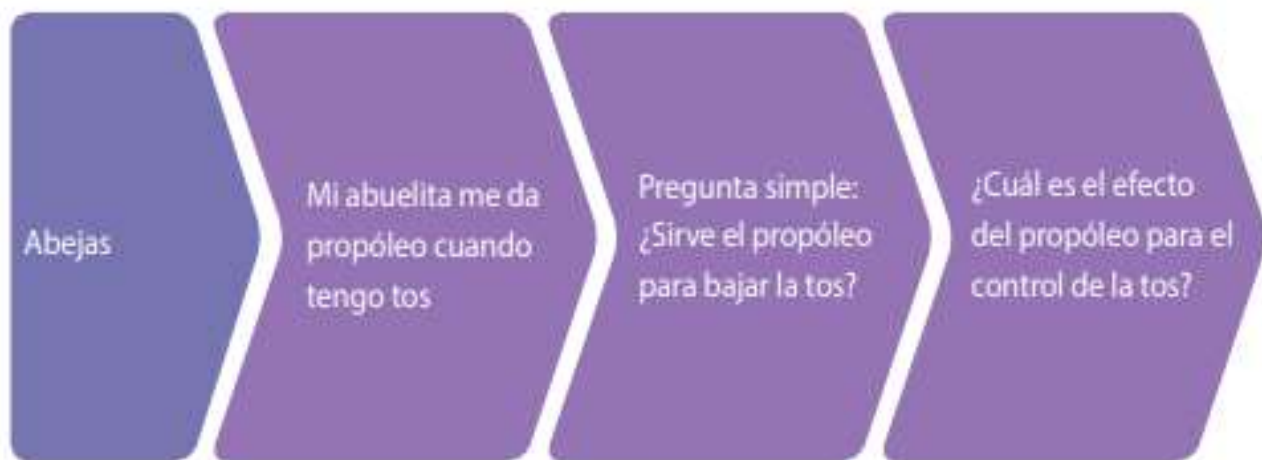 Abejas
Mi abuelita me da
propóleo cuando
tengo tos
Pregunta simple:
¿Sirve el propóleo
para bajar la tos?
¿Cuál es el efecto
del propóleo para el
control de la tos?